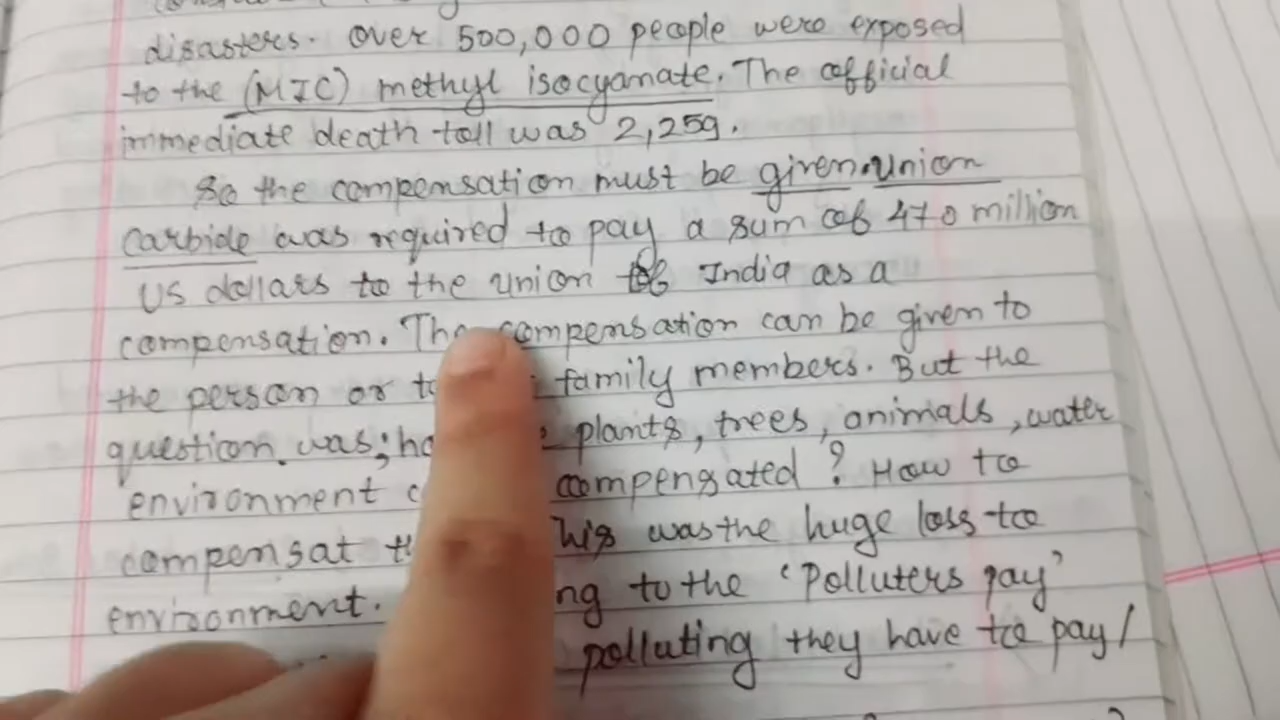 disasters. Over 500,000 people were exposed
to the (MIC) methyl isocyanate. The official
immediate death toll was 2,259.
So the compensation must be given. Union
carbide was required to pay a sum of 470 million
US dollars to the union of India as a
compensation. The compensation can be given to
the person or family members. But the
question was; plants, trees, animals, water
environment compensated? How to
compensat was the huge loss to
environment. to the 'Polluters pay'
polluting they have to pay/